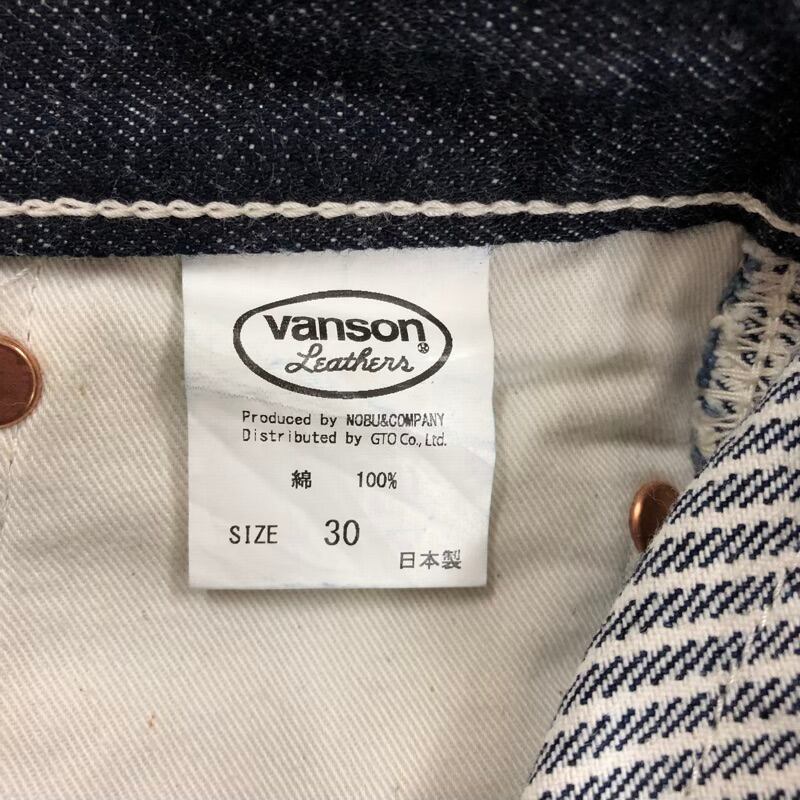 vanson
Leathers
Produced by NOBU&COMPANY
Distributed by GTO Co., Ltd.
綿 100%
SIZE 30
日本製